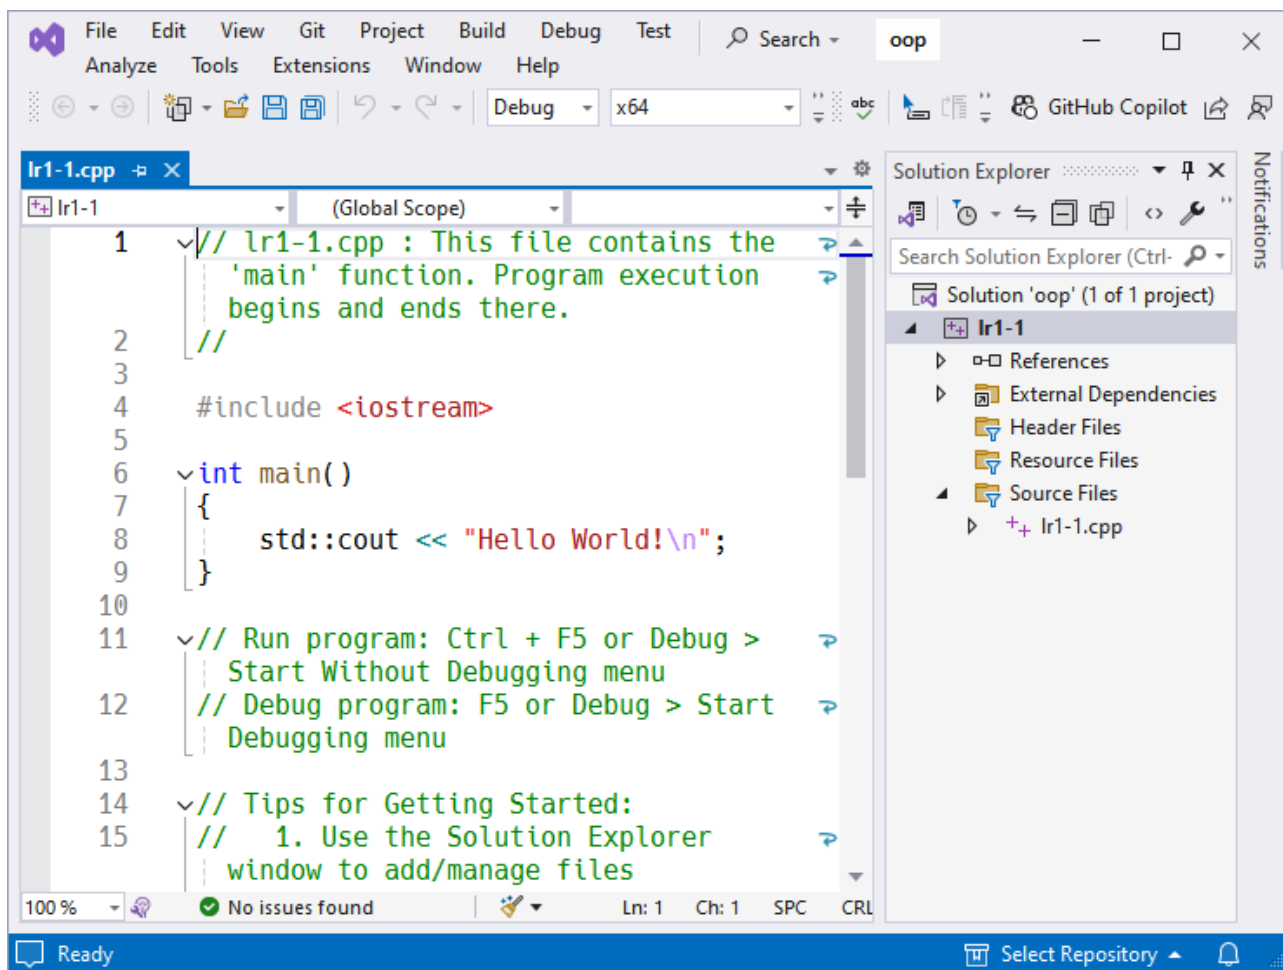 File Edit View Git Project Build Debug Test Search oop
Analyze Tools Extensions Window Help
Debug x64 abc GitHub Copilot
lr1-1.cpp
lr1-1 (Global Scope)
1 // lr1-1.cpp : This file contains the
'main' function. Program execution
begins and ends there.
2 //
3
4 #include <iostream>
5
6 int main()
7 {
8 std::cout << "Hello World!\n";
9 }
10
11 // Run program: Ctrl + F5 or Debug >
Start Without Debugging menu
12 // Debug program: F5 or Debug > Start
Debugging menu
13
14 // Tips for Getting Started:
15 // 1. Use the Solution Explorer
window to add/manage files
100 % No issues found Ln: 1 Ch: 1 SPC CRL
Solution Explorer
Search Solution Explorer (Ctrl-
Solution 'oop' (1 of 1 project)
lr1-1
References
External Dependencies
Header Files
Resource Files
Source Files
lr1-1.cpp
Notifications
Ready Select Repository